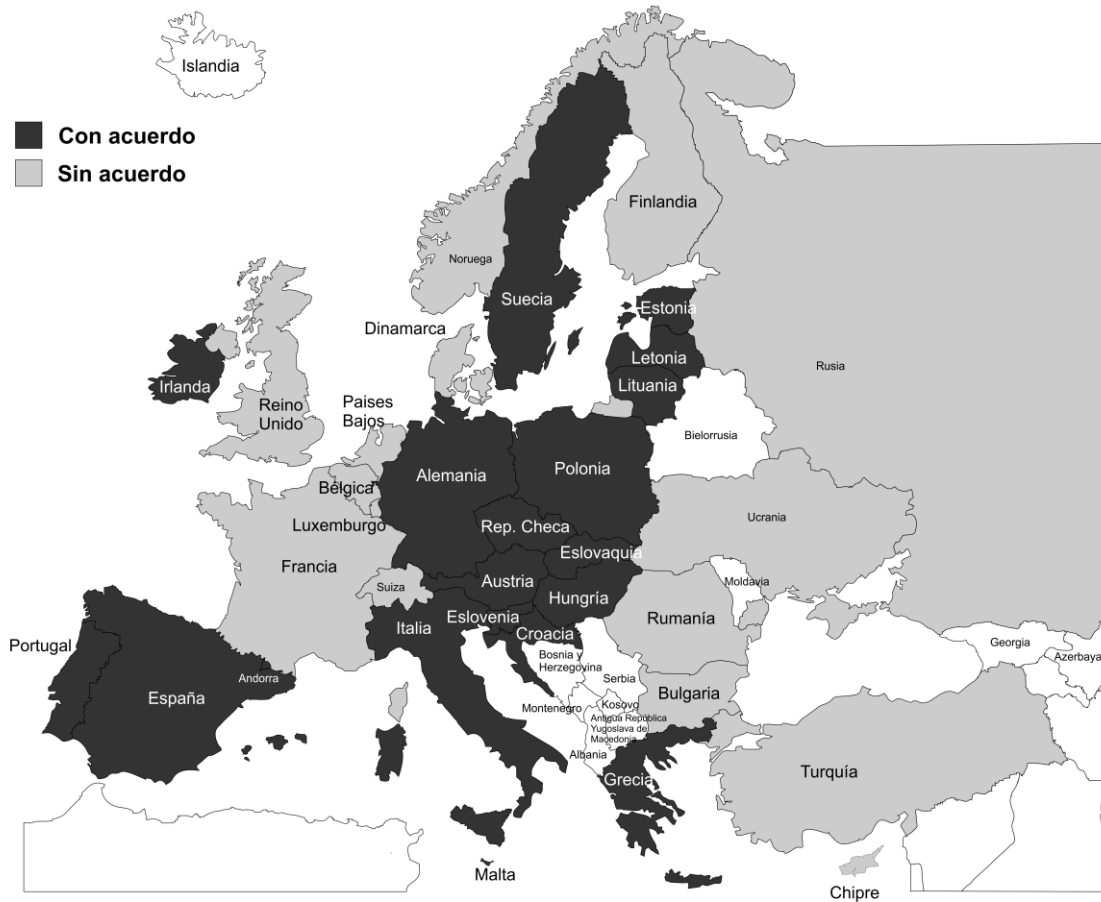 Islandia
Con acuerdo
Sin acuerdo
Finlandia
Noruega
Suecia
Estonia
Dinamarca
Letonia
Rusia
Irlanda
Lituania
Reino
Unido
Paises
Bajos
Bielorrusia
Alemania
Polonia
Bélgica
Ucrania
Luxemburgo
Rep. Checa
Eslovaquia
Francia
Suiza
Austria
Moldavia
Hungría
Eslovenia
Rumanía
Italia
Croacia
Portugal
Bosnia y
Herzegovina
Georgia
Azerbaya
Andorra
España
Serbia
Bulgaria
Montenegro
Kosovo
Antigua República
Yugoslava de
Macedonia
Albania
Grecia
Turquía
Malta
Chipre